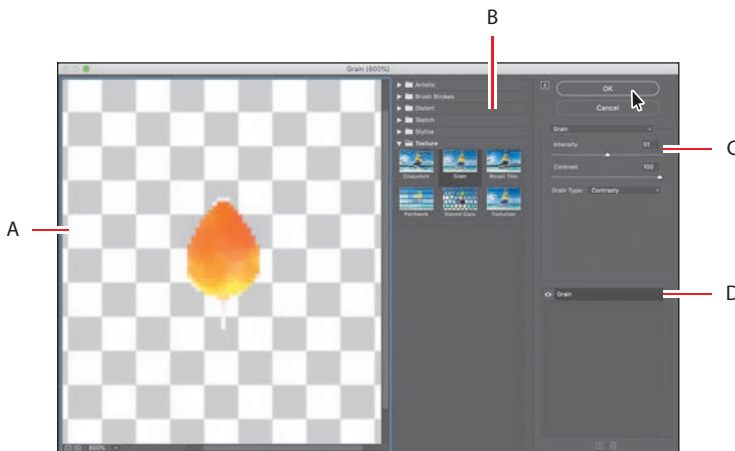 B
Grain (800%)
Artistic
Brush Strokes
Distort
Sketch
Stylize
Texture
Craquelure
Grain
Mosaic Tiles
Patchwork
Stained Glass
Texturizer
OK
Cancel
Grain
Intensity 51
Contrast 100
Grain Type: Contrasty
C
A
Grain
D
800%